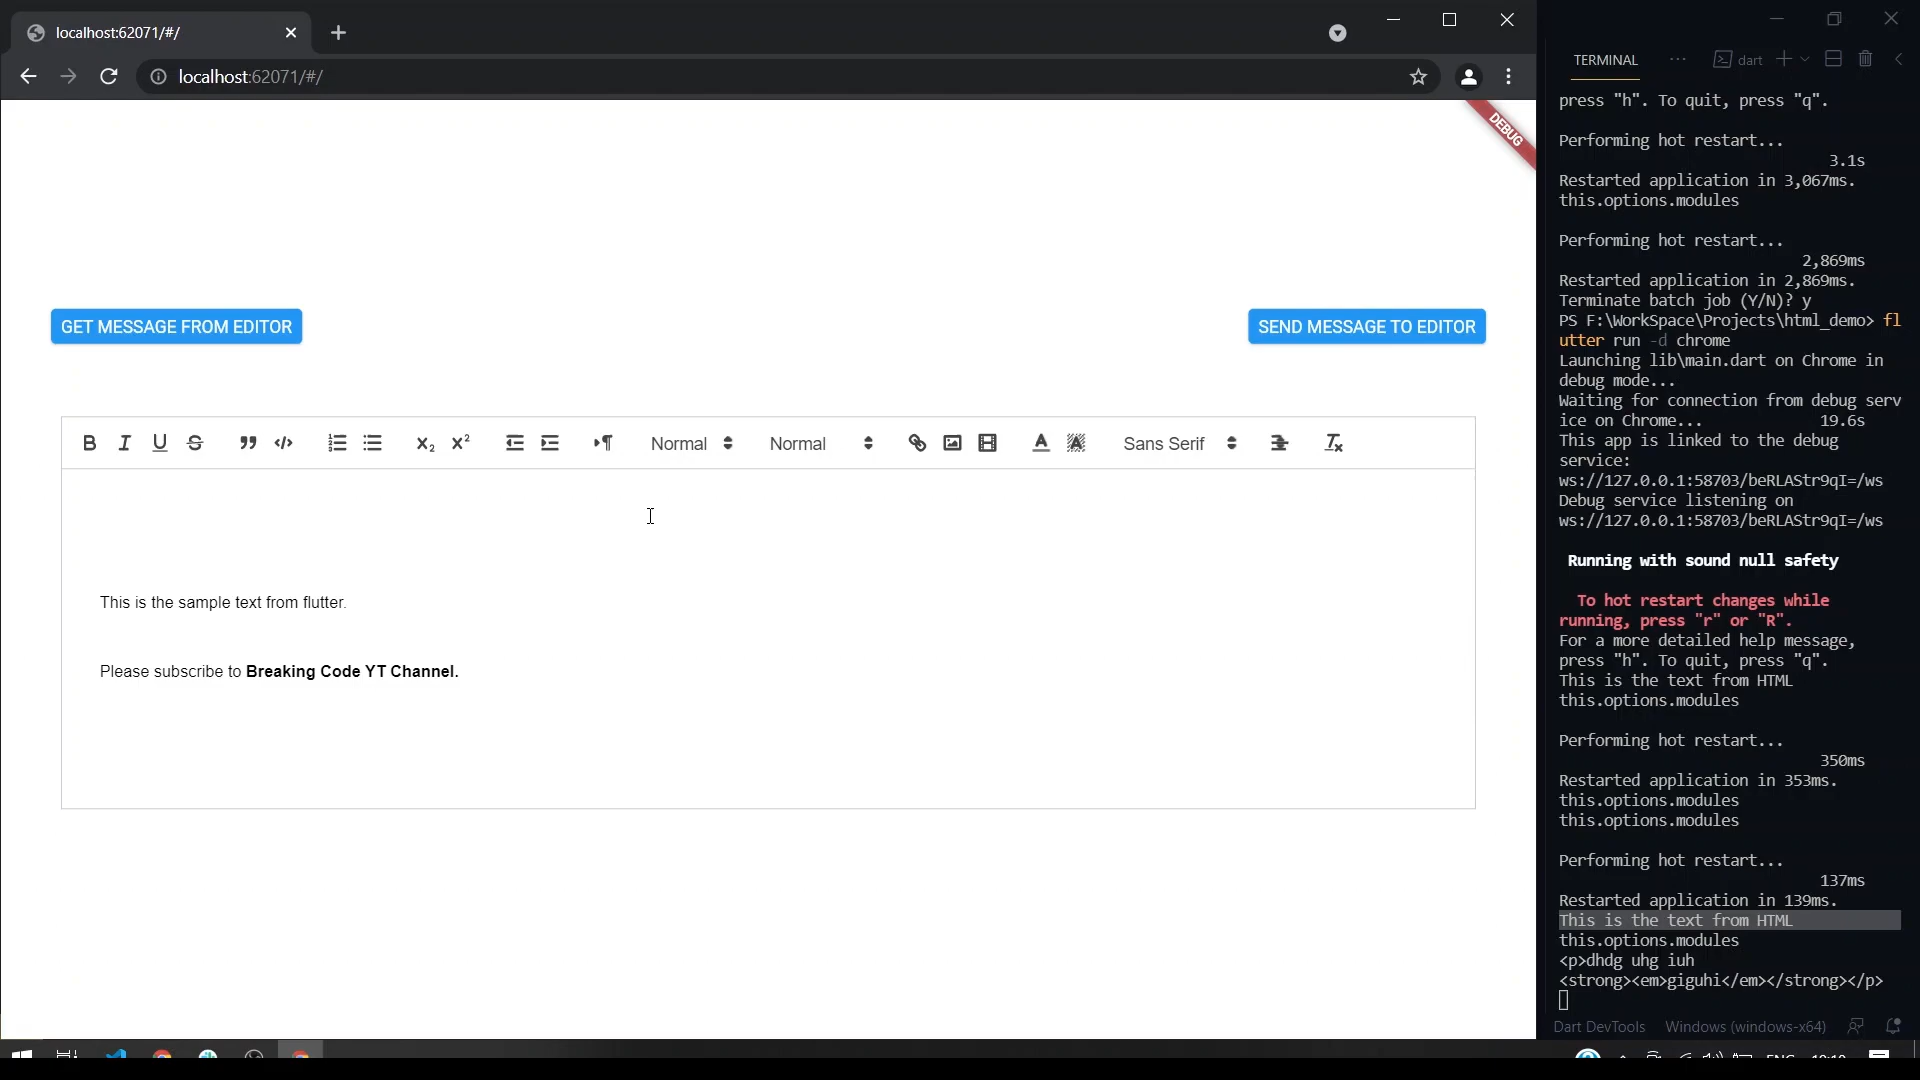 localhost:62071/#/
localhost:62071/#/
DEBUG
GET MESSAGE FROM EDITOR
SEND MESSAGE TO EDITOR
Normal
Normal
Sans Serif
This is the sample text from flutter.
Please subscribe to Breaking Code YT Channel.
TERMINAL
dart
press "h". To quit, press "q".
Performing hot restart...
3.1s
Restarted application in 3,067ms.
this.options.modules
Performing hot restart...
2,869ms
Restarted application in 2,869ms.
Terminate batch job (Y/N)? y
PS F:\WorkSpace\Projects\html_demo> fl
utter run -d chrome
Launching lib\main.dart on Chrome in
debug mode...
Waiting for connection from debug serv
ice on Chrome... 19.6s
This app is linked to the debug
service:
ws://127.0.0.1:58703/beRLAStr9qI=/ws
Debug service listening on
ws://127.0.0.1:58703/beRLAStr9qI=/ws
Running with sound null safety
To hot restart changes while
running, press "r" or "R".
For a more detailed help message,
press "h". To quit, press "q".
This is the text from HTML
this.options.modules
Performing hot restart...
350ms
Restarted application in 353ms.
this.options.modules
this.options.modules
Performing hot restart...
137ms
Restarted application in 139ms.
This is the text from HTML
this.options.modules
<p>dhdg uhg iuh
<strong><em>giguhi</em></strong></p>
Dart DevTools Windows (windows-x64)